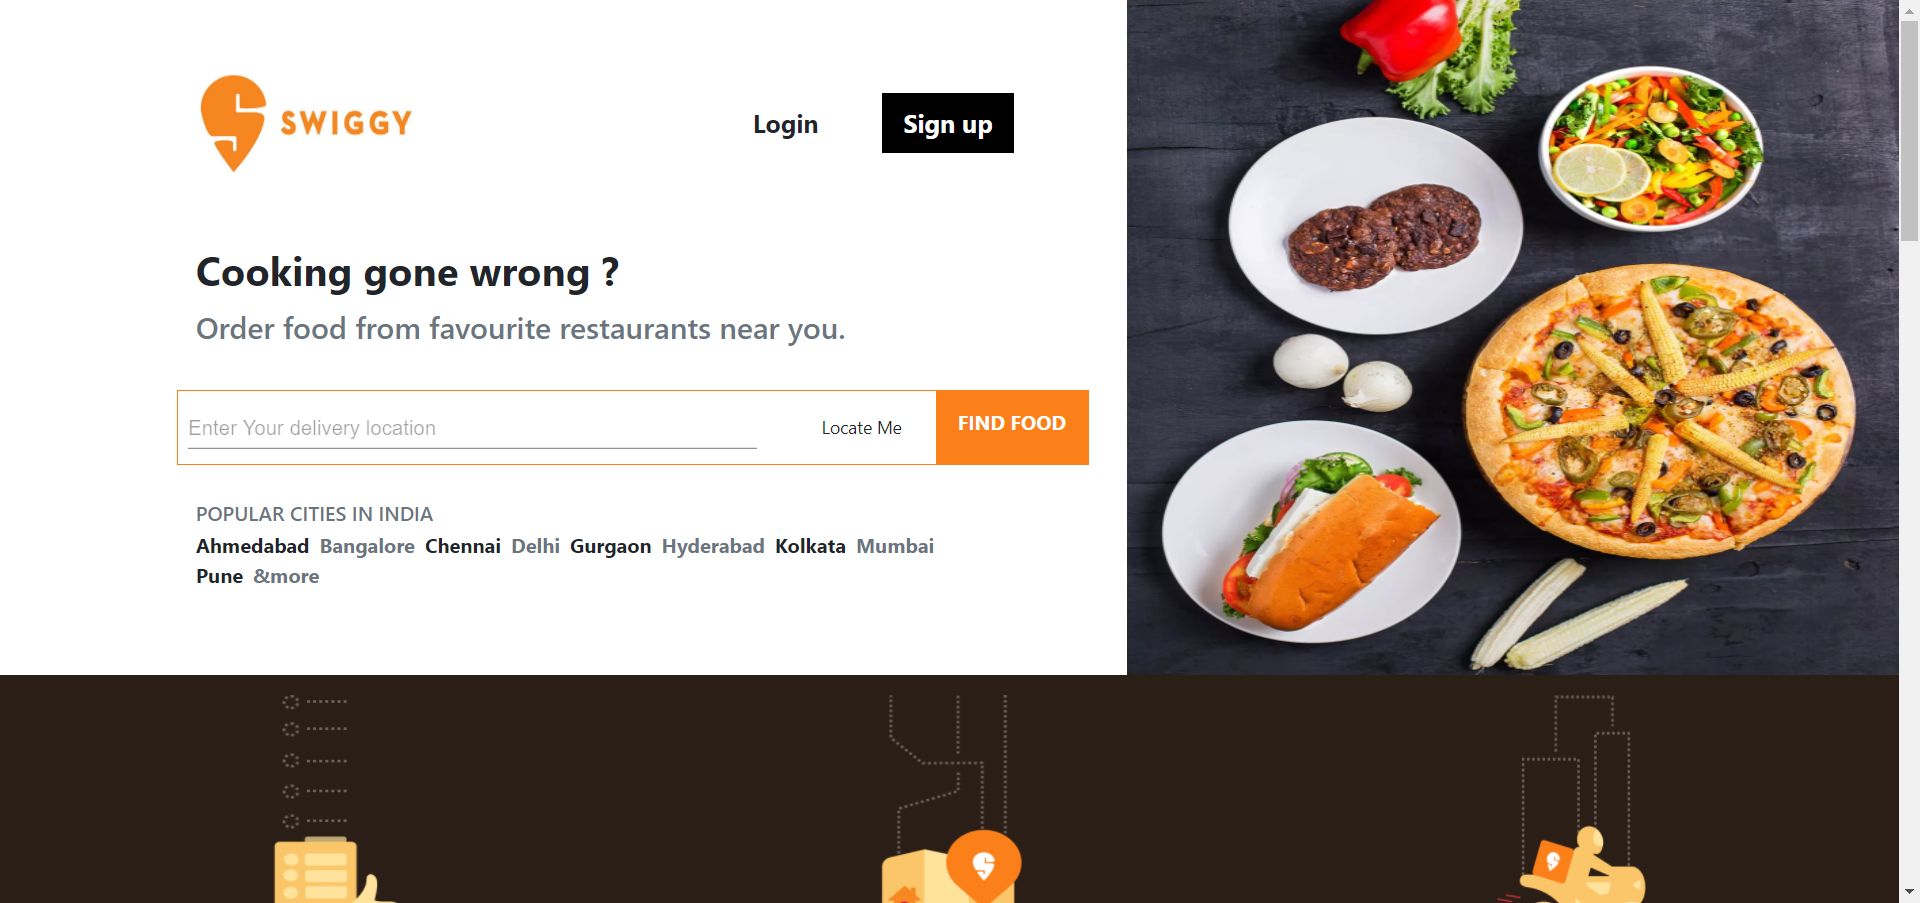 SWIGGY
Login
Sign up
Cooking gone wrong ?
Order food from favourite restaurants near you.
Enter Your delivery location
Locate Me
FIND FOOD
POPULAR CITIES IN INDIA
Ahmedabad Bangalore Chennai Delhi Gurgaon Hyderabad Kolkata Mumbai
Pune &more